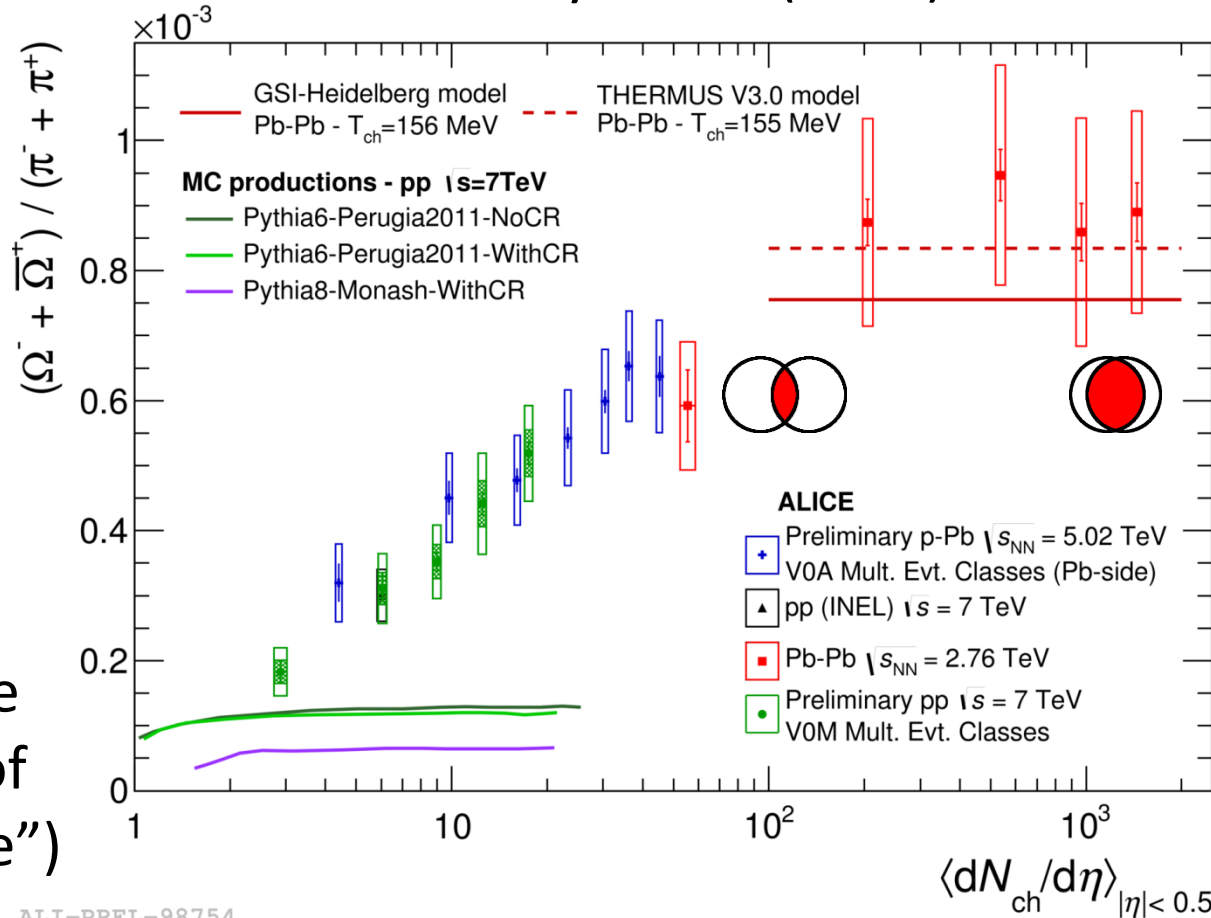 ×10⁻³
(Ω⁻ + Ω̅⁺) / (π⁻ + π⁺)
GSI-Heidelberg model
Pb-Pb - T_ch=156 MeV
THERMUS V3.0 model
Pb-Pb - T_ch=155 MeV
MC productions - pp √s=7TeV
Pythia6-Perugia2011-NoCR
Pythia6-Perugia2011-WithCR
Pythia8-Monash-WithCR
1
0.8
0.6
0.4
0.2
0
ALICE
Preliminary p-Pb √s_NN = 5.02 TeV
V0A Mult. Evt. Classes (Pb-side)
pp (INEL) √s = 7 TeV
Pb-Pb √s_NN = 2.76 TeV
Preliminary pp √s = 7 TeV
V0M Mult. Evt. Classes
1 10 10² 10³
⟨dN_ch/dη⟩_|η|< 0.5
of
e”)